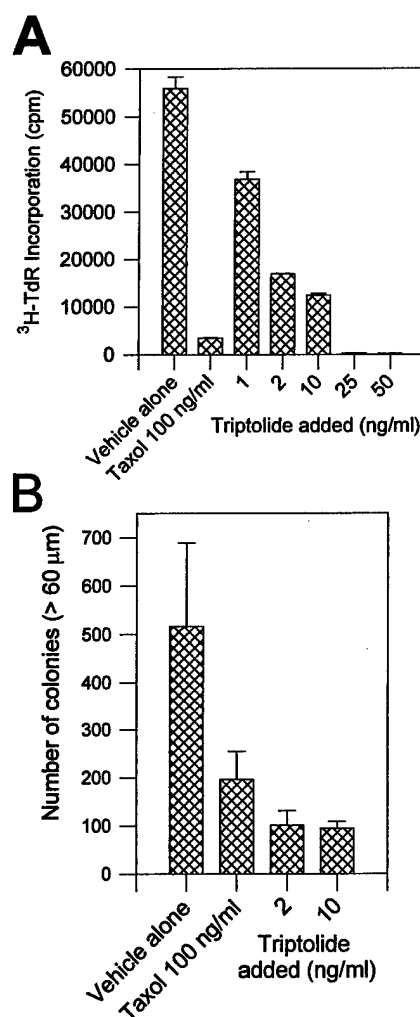 A
³H-TdR Incorporation (cpm)
60000
50000
40000
30000
20000
10000
0
Vehicle alone
Taxol 100 ng/ml
1
2
10
25
50
Triptolide added (ng/ml)
B
Number of colonies (> 60 μm)
700
600
500
400
300
200
100
0
Vehicle alone
Taxol 100 ng/ml
2
10
Triptolide
added (ng/ml)